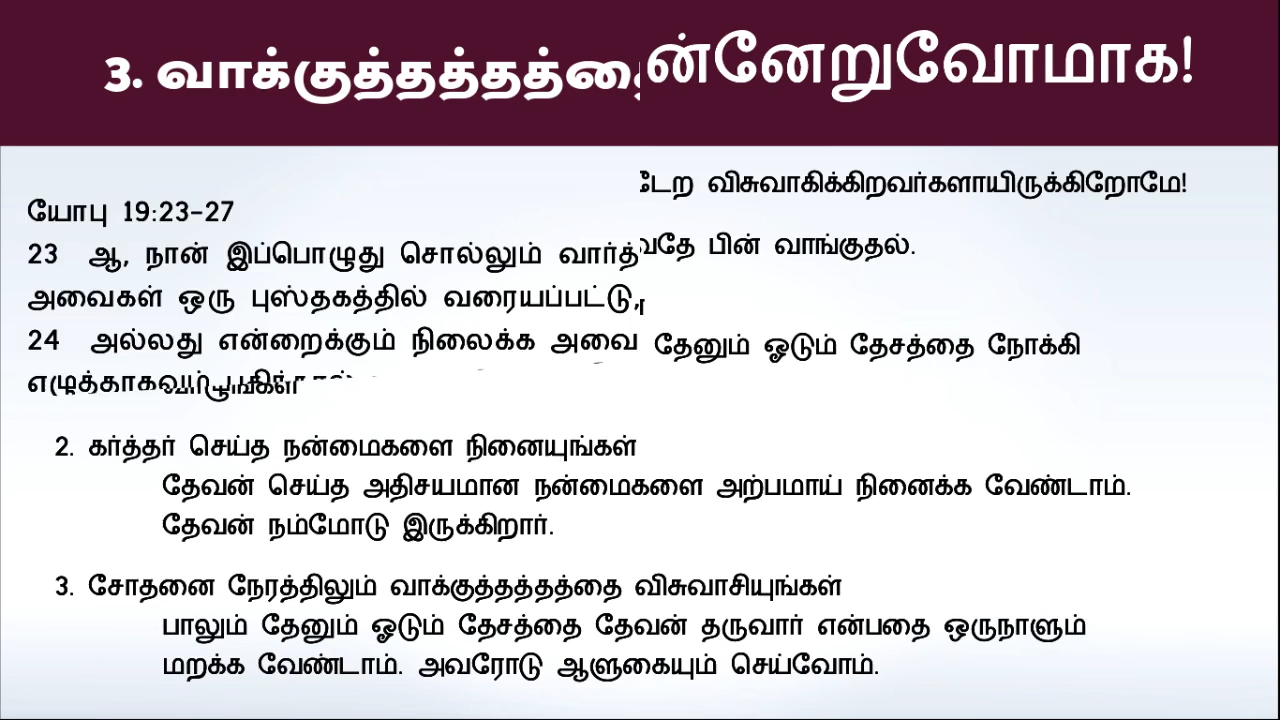 3. வாக்குத்தத்தத்தை
ன்னேறுவோமாக!
டேற விசுவாகிக்கிறவர்களாயிருக்கிறோமே!
யோபு 19:23-27
வதே பின் வாங்குதல்.
23 ஆ, நான் இப்பொழுது சொல்லும் வார்த்
அவைகள் ஒரு புஸ்தகத்தில் வரையப்பட்டு,
24 அல்லது என்றைக்கும் நிலைக்க அவை
தேனும் ஓடும் தேசத்தை நோக்கி
எழுத்தாகவும்
2. கர்த்தர் செய்த நன்மைகளை நினையுங்கள்
தேவன் செய்த அதிசயமான நன்மைகளை அற்பமாய் நினைக்க வேண்டாம்.
தேவன் நம்மோடு இருக்கிறார்.
3. சோதனை நேரத்திலும் வாக்குத்தத்தத்தை விசுவாசியுங்கள்
பாலும் தேனும் ஓடும் தேசத்தை தேவன் தருவார் என்பதை ஒருநாளும்
மறக்க வேண்டாம். அவரோடு ஆளுகையும் செய்வோம்.